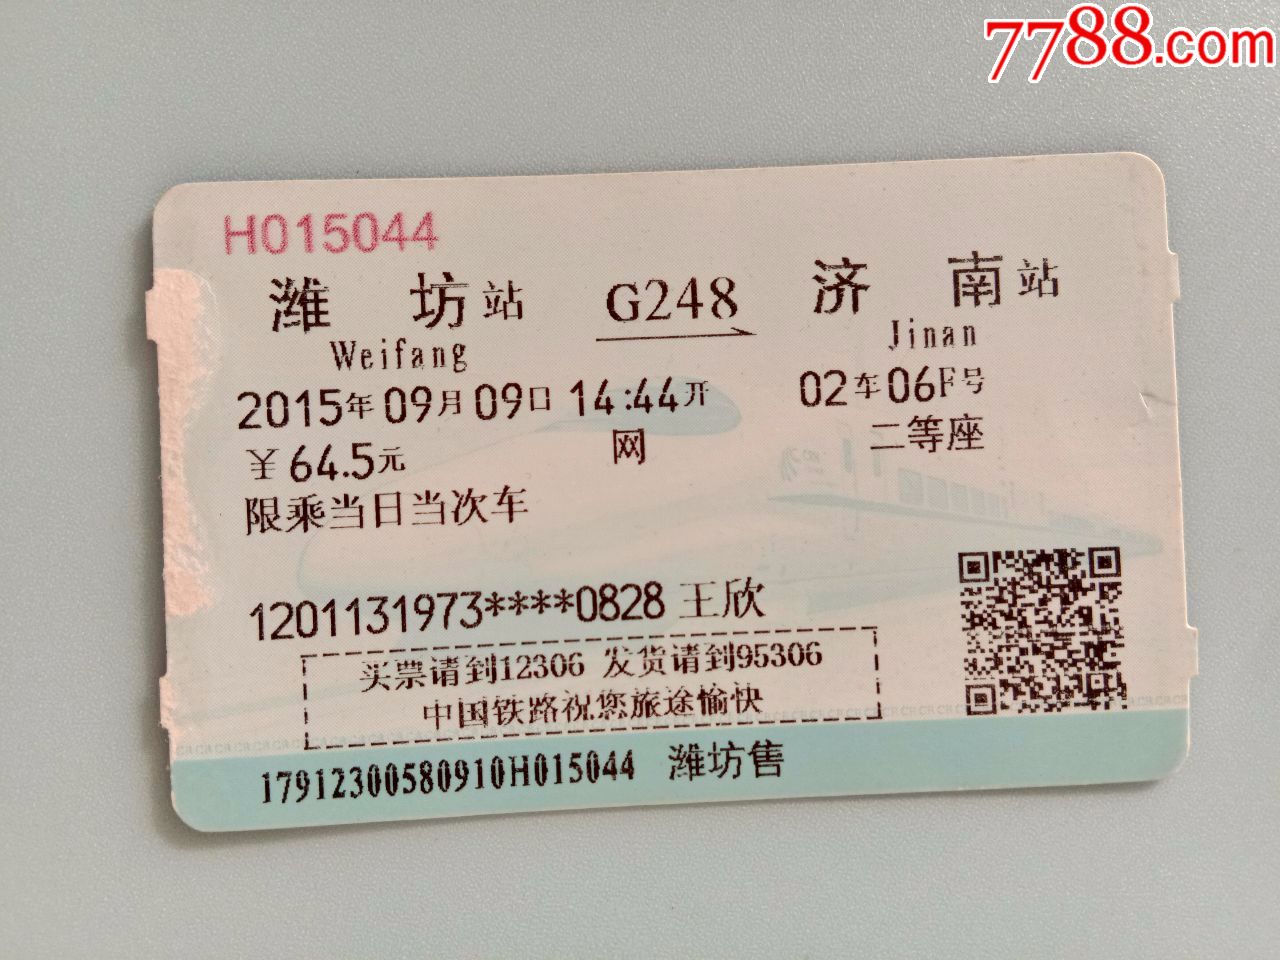 7788.com
H015044
潍 坊 站 G248 济 南 站
Weifang Jinan
2015年09月09日 14:44开 02车06F号
¥64.5元 网 二等座
限乘当日当次车
1201131973****0828 王欣
买票请到12306 发货请到95306
中国铁路祝您旅途愉快
17912300580910H015044 潍坊售